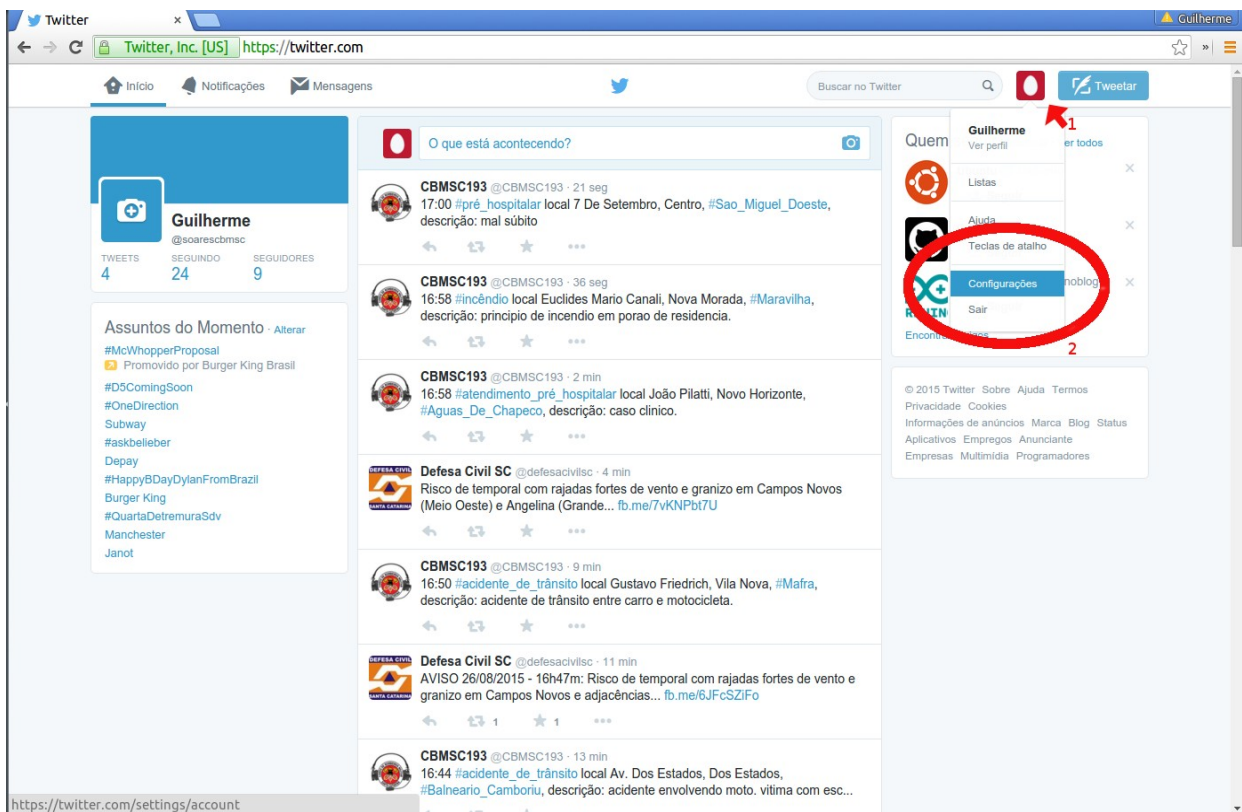 Twitter
Guilherme
Twitter, Inc. [US] https://twitter.com
Início Notificações Mensagens
Buscar no Twitter
Tweetar
1
Guilherme
Ver perfil
Listas
Ajuda
Teclas de atalho
Configurações
Sair
2
Guilherme
@soarescbmsc
TWEETS SEGUINDO SEGUIDORES
4 24 9
Assuntos do Momento · Alterar
#McWhopperProposal
Promovido por Burger King Brasil
#D5ComingSoon
#OneDirection
Subway
#askbelieber
Depay
#HappyBDayDylanFromBrazil
Burger King
#QuartaDetremuraSdv
Manchester
Janot
O que está acontecendo?
CBMSC193 @CBMSC193 · 21 seg
17:00 #pré_hospitalar local 7 De Setembro, Centro, #Sao_Miguel_Doeste,
descrição: mal súbito
CBMSC193 @CBMSC193 · 36 seg
16:58 #incêndio local Euclides Mario Canali, Nova Morada, #Maravilha,
descrição: principio de incendio em porao de residencia.
CBMSC193 @CBMSC193 · 2 min
16:58 #atendimento_pré_hospitalar local João Pilatti, Novo Horizonte,
#Aguas_De_Chapeco, descrição: caso clinico.
DEFESA CIVIL
SANTA CATARINA
Defesa Civil SC @defesacivilsc · 4 min
Risco de temporal com rajadas fortes de vento e granizo em Campos Novos
(Meio Oeste) e Angelina (Grande... fb.me/7vKNPbt7U
CBMSC193 @CBMSC193 · 9 min
16:50 #acidente_de_trânsito local Gustavo Friedrich, Vila Nova, #Mafra,
descrição: acidente de trânsito entre carro e motocicleta.
DEFESA CIVIL
SANTA CATARINA
Defesa Civil SC @defesacivilsc · 11 min
AVISO 26/08/2015 - 16h47m: Risco de temporal com rajadas fortes de vento e
granizo em Campos Novos e adjacências... fb.me/6JFcSZiFo
1 1
CBMSC193 @CBMSC193 · 13 min
16:44 #acidente_de_trânsito local Av. Dos Estados, Dos Estados,
#Balneario_Camboriu, descrição: acidente envolvendo moto. vitima com esc...
Quem
er todos
noblog
© 2015 Twitter Sobre Ajuda Termos
Privacidade Cookies
Informações de anúncios Marca Blog Status
Aplicativos Empregos Anunciante
Empresas Multimídia Programadores
https://twitter.com/settings/account